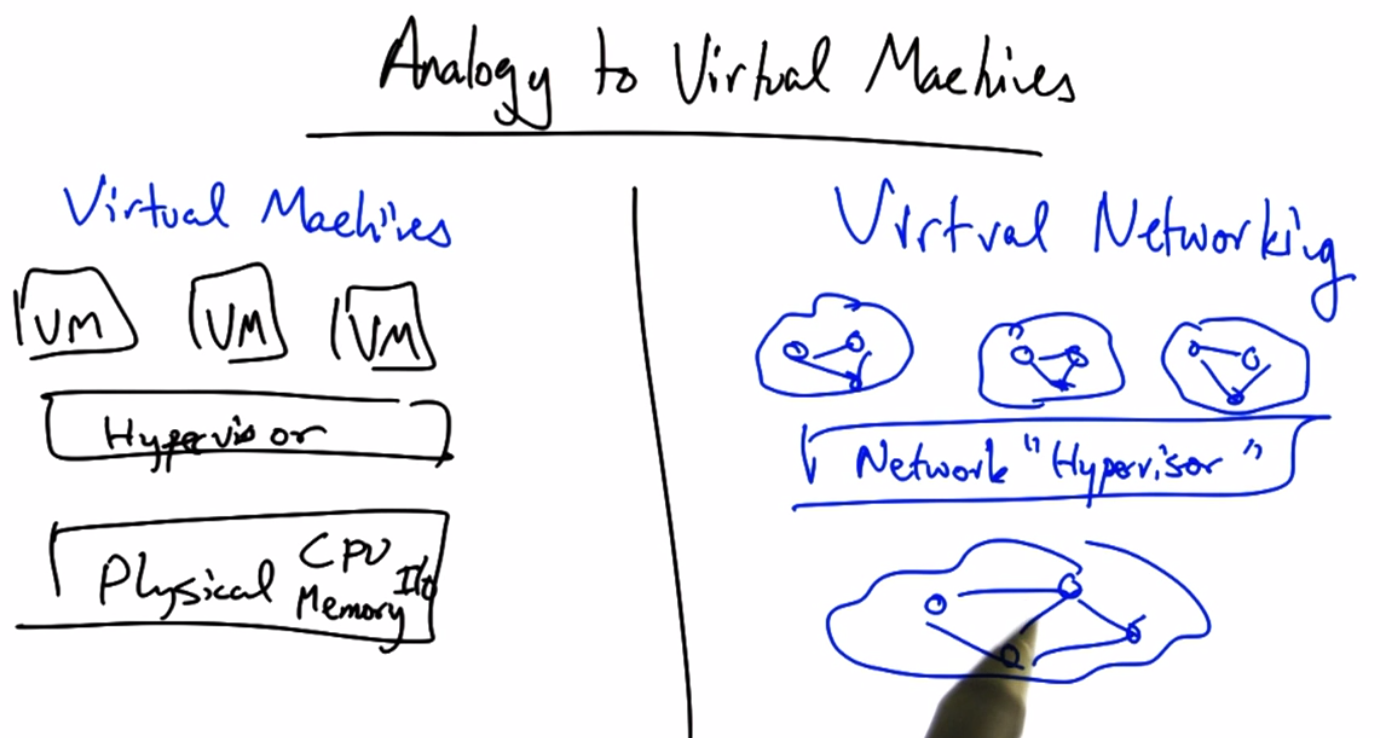 Analogy to Virtual Machines
Virtual Machines
VM VM VM
Hypervisor
Physical CPU Memory I/O
Virtual Networking
Network "Hypervisor"